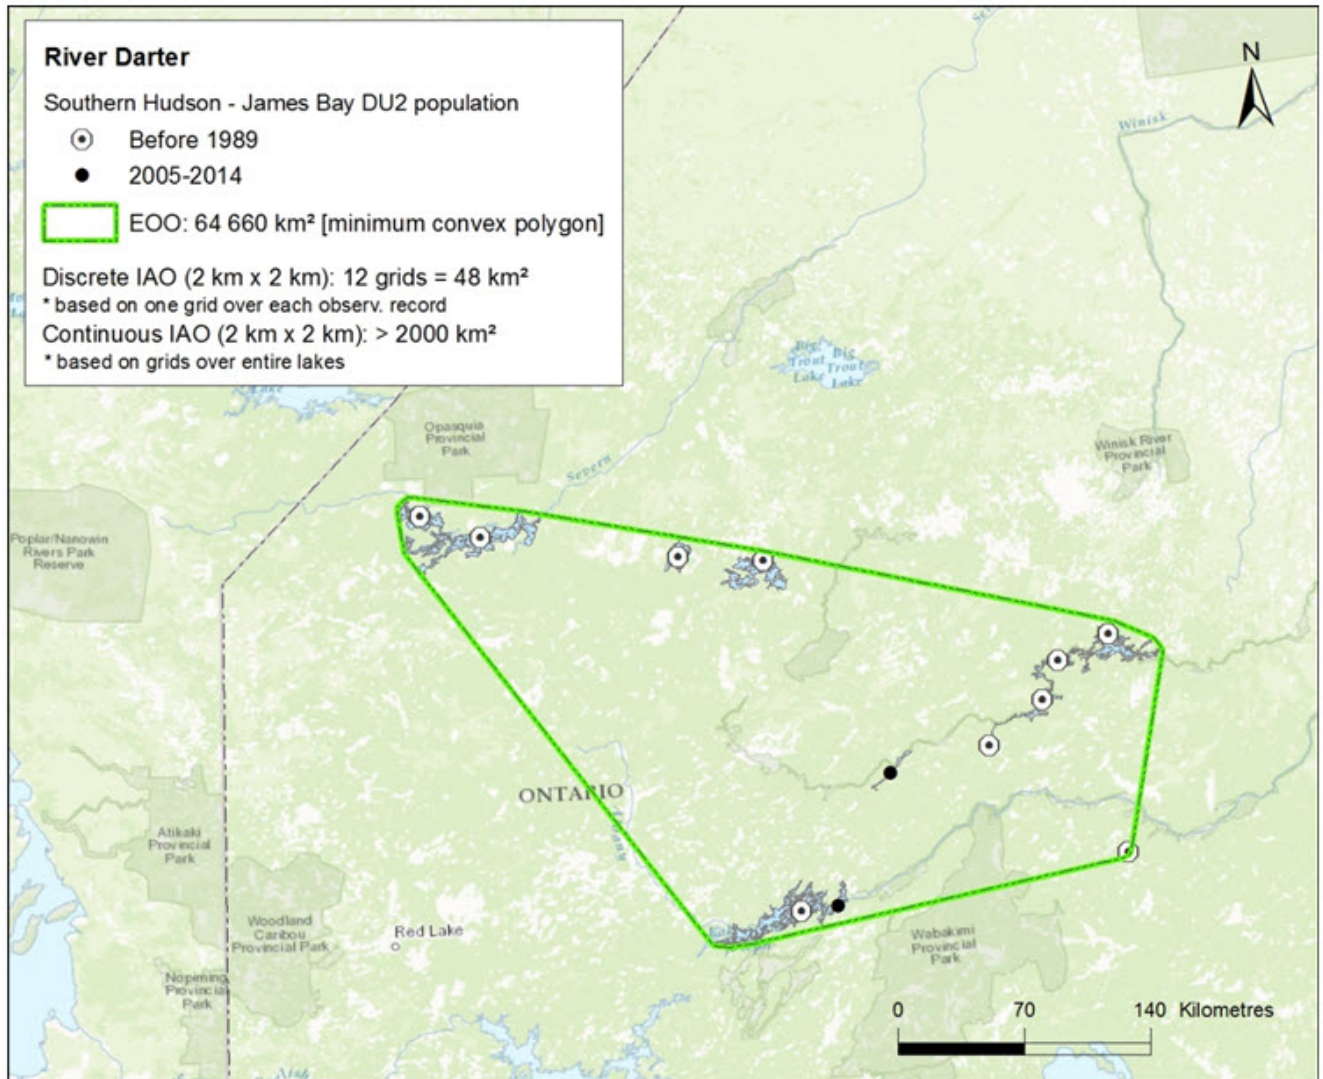 River Darter
Southern Hudson - James Bay DU2 population
Before 1989
2005-2014
EOO: 64 660 km² [minimum convex polygon]
Discrete IAO (2 km x 2 km): 12 grids = 48 km²
* based on one grid over each observ. record
Continuous IAO (2 km x 2 km): > 2000 km²
* based on grids over entire lakes
N
Winisk
Big
Trout
Lake
Big
Trout
Lake
Opasquia
Provincial
Park
Winisk River
Provincial
Park
Severn
Poplar/Nanowin
Rivers Park
Reserve
ONTARIO
Atikaki
Provincial
Park
Woodland
Caribou
Provincial Park
Red Lake
Wabakimi
Provincial
Park
Nopiming
Provincial
Park
0 70 140 Kilometres